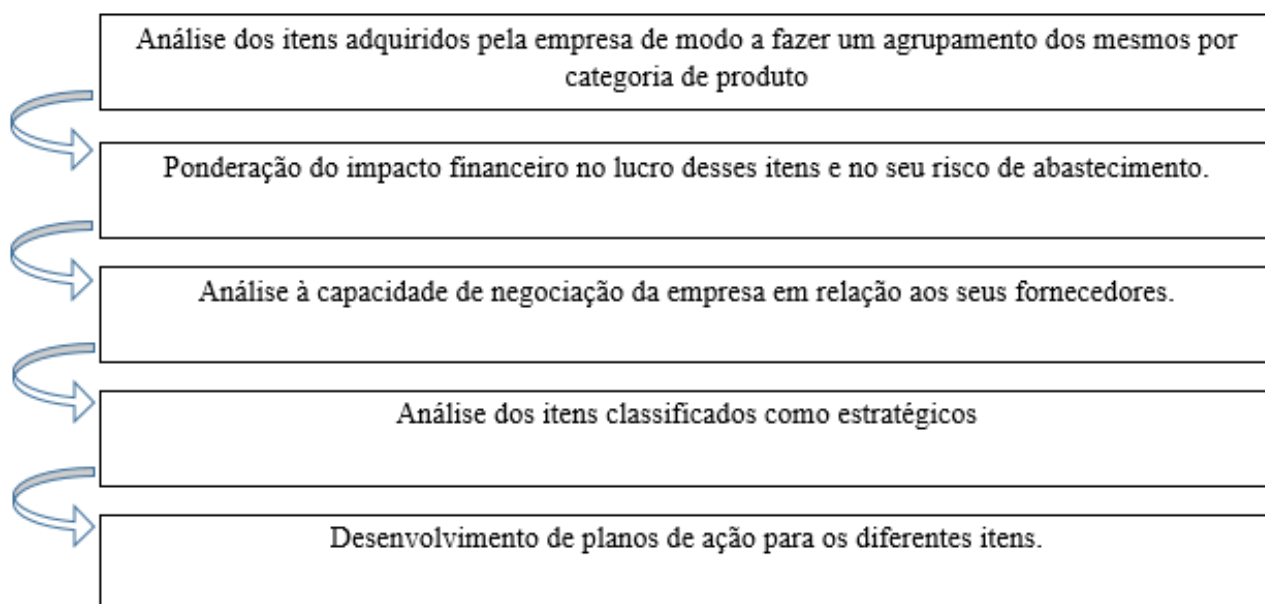 Análise dos itens adquiridos pela empresa de modo a fazer um agrupamento dos mesmos por
categoria de produto
Ponderação do impacto financeiro no lucro desses itens e no seu risco de abastecimento.
Análise à capacidade de negociação da empresa em relação aos seus fornecedores.
Análise dos itens classificados como estratégicos
Desenvolvimento de planos de ação para os diferentes itens.